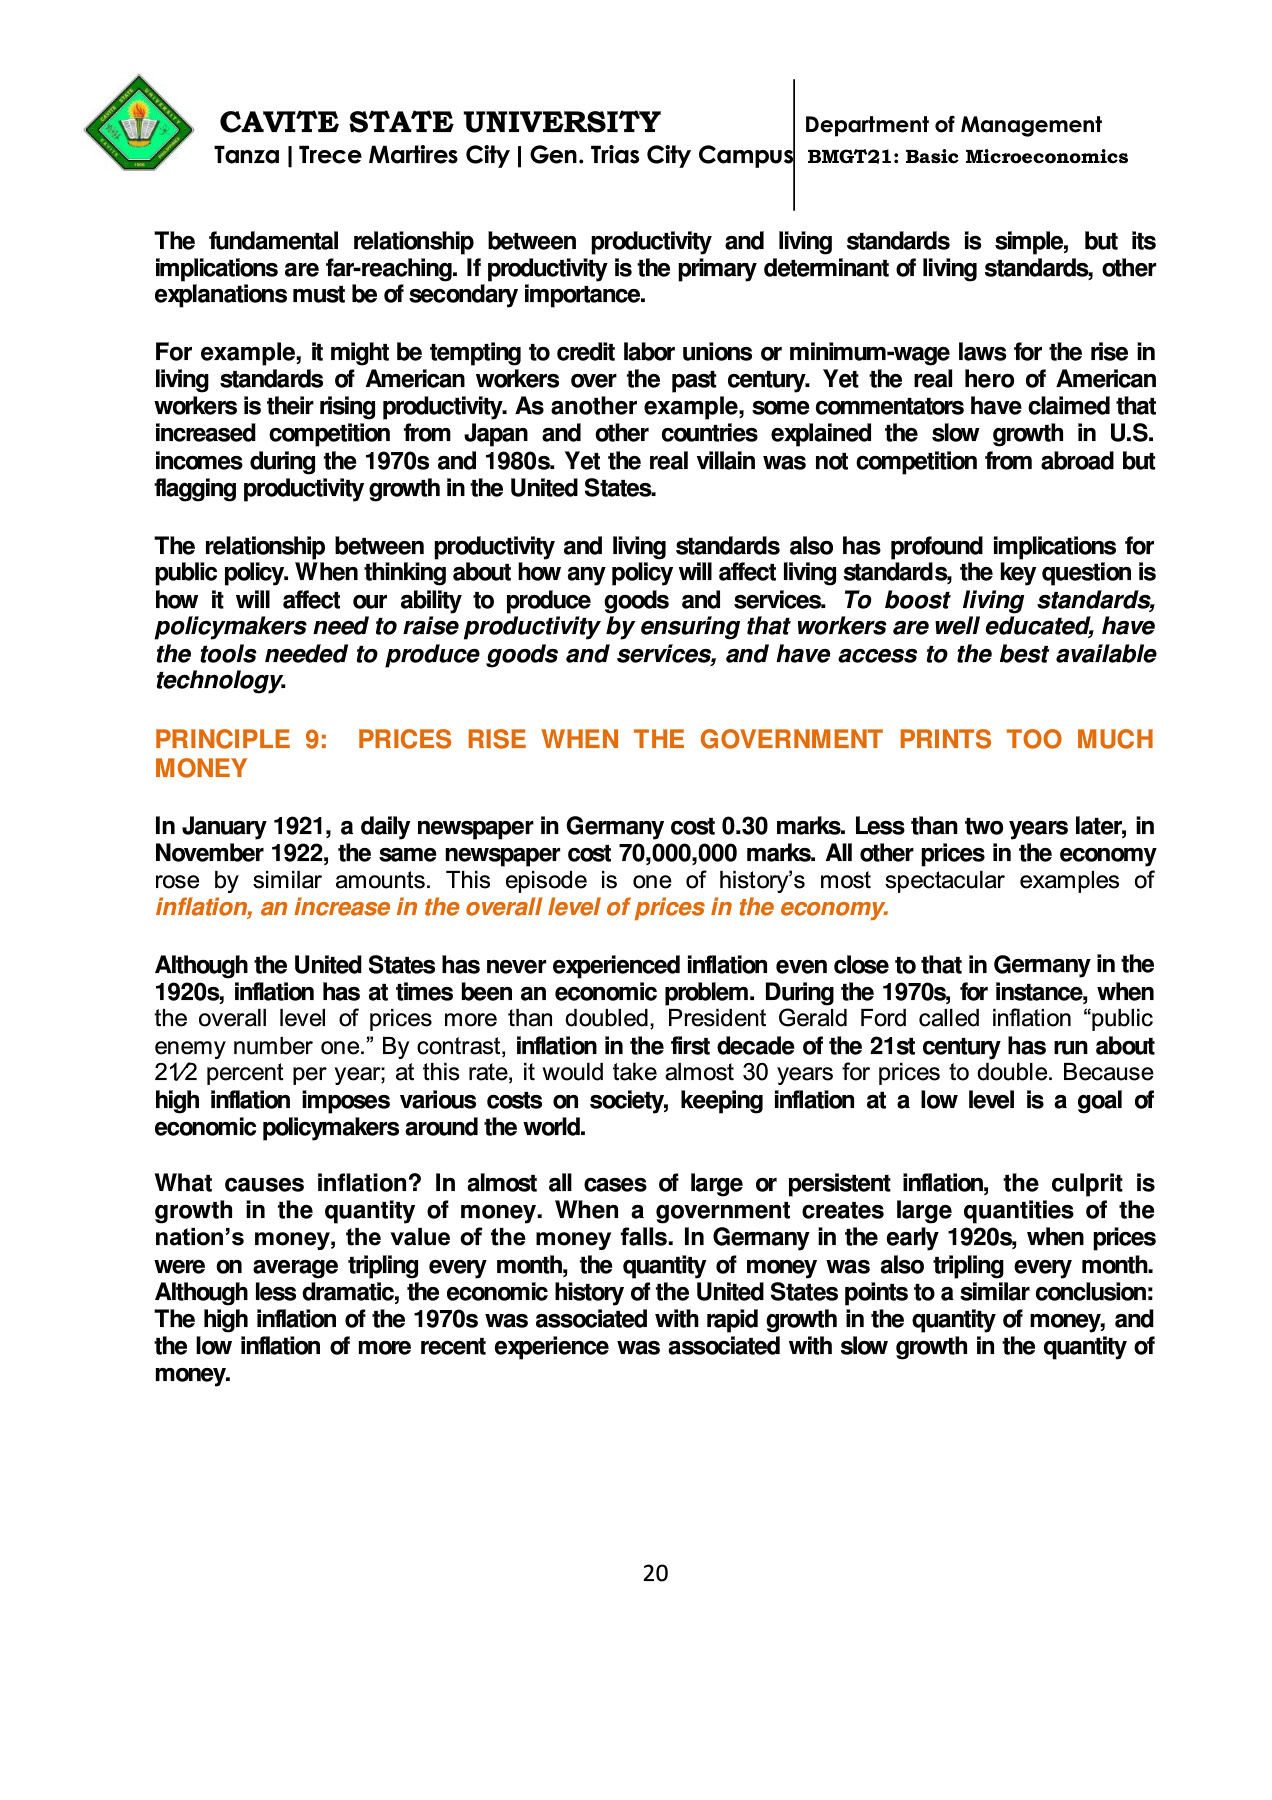 CAVITE STATE UNIVERSITY
Tanza | Trece Martires City | Gen. Trias City Campus
Department of Management
BMGT21: Basic Microeconomics
The fundamental relationship between productivity and living standards is simple, but its
implications are far-reaching. If productivity is the primary determinant of living standards, other
explanations must be of secondary importance.
For example, it might be tempting to credit labor unions or minimum-wage laws for the rise in
living standards of American workers over the past century. Yet the real hero of American
workers is their rising productivity. As another example, some commentators have claimed that
increased competition from Japan and other countries explained the slow growth in U.S.
incomes during the 1970s and 1980s. Yet the real villain was not competition from abroad but
flagging productivity growth in the United States.
The relationship between productivity and living standards also has profound implications for
public policy. When thinking about how any policy will affect living standards, the key question is
how it will affect our ability to produce goods and services. To boost living standards,
policymakers need to raise productivity by ensuring that workers are well educated, have
the tools needed to produce goods and services, and have access to the best available
technology.
PRINCIPLE 9: PRICES RISE WHEN THE GOVERNMENT PRINTS TOO MUCH
MONEY
In January 1921, a daily newspaper in Germany cost 0.30 marks. Less than two years later, in
November 1922, the same newspaper cost 70,000,000 marks. All other prices in the economy
rose by similar amounts. This episode is one of history’s most spectacular examples of
inflation, an increase in the overall level of prices in the economy.
Although the United States has never experienced inflation even close to that in Germany in the
1920s, inflation has at times been an economic problem. During the 1970s, for instance, when
the overall level of prices more than doubled, President Gerald Ford called inflation “public
enemy number one.” By contrast, inflation in the first decade of the 21st century has run about
21⁄2 percent per year; at this rate, it would take almost 30 years for prices to double. Because
high inflation imposes various costs on society, keeping inflation at a low level is a goal of
economic policymakers around the world.
What causes inflation? In almost all cases of large or persistent inflation, the culprit is
growth in the quantity of money. When a government creates large quantities of the
nation’s money, the value of the money falls. In Germany in the early 1920s, when prices
were on average tripling every month, the quantity of money was also tripling every month.
Although less dramatic, the economic history of the United States points to a similar conclusion:
The high inflation of the 1970s was associated with rapid growth in the quantity of money, and
the low inflation of more recent experience was associated with slow growth in the quantity of
money.
20